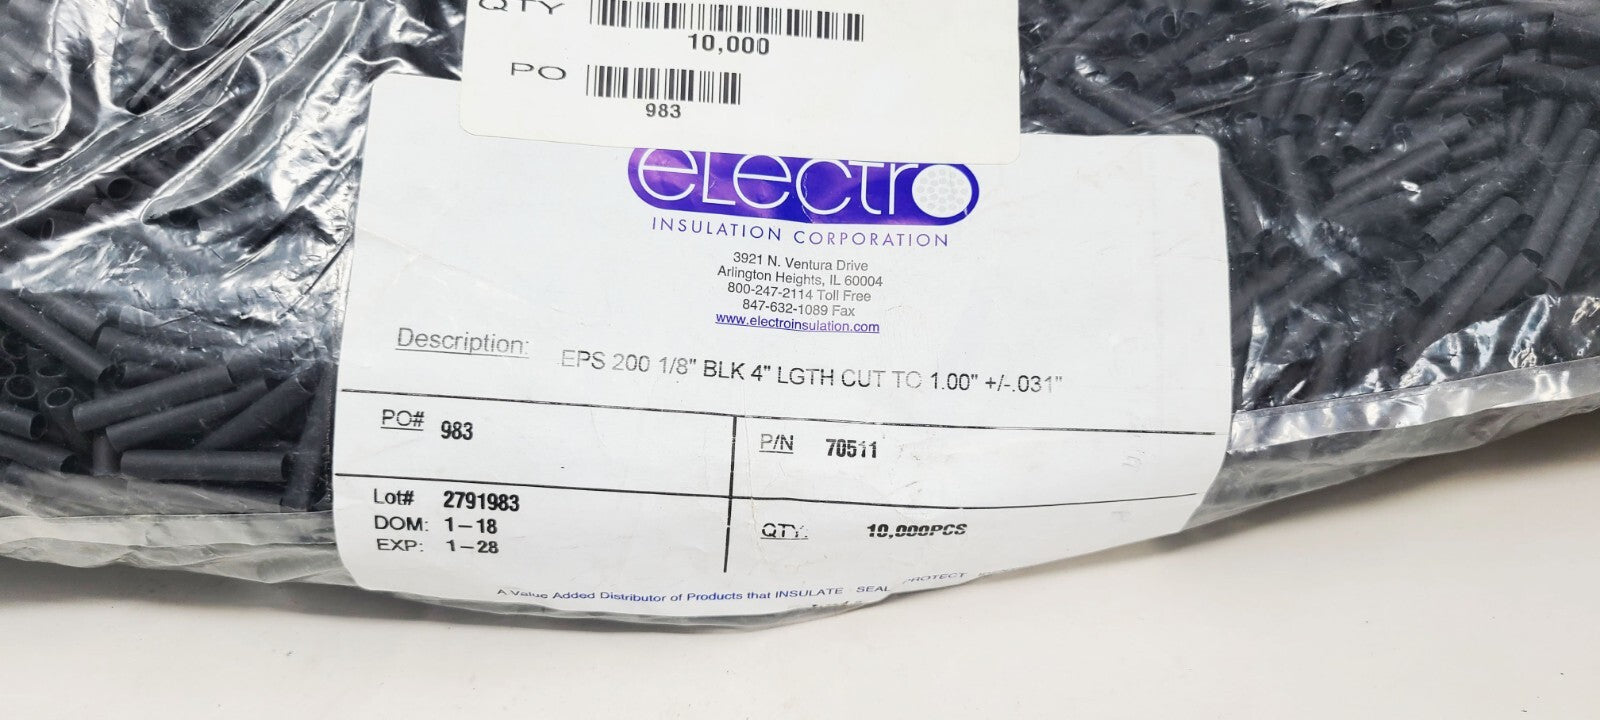 QTY
10,000
PO
983
eLectro
INSULATION CORPORATION
3921 N. Ventura Drive
Arlington Heights, IL 60004
800-247-2114 Toll Free
847-632-1089 Fax
www.electroinsulation.com
Description: EPS 200 1/8" BLK 4" LGTH CUT TO 1.00" +/-.031"
PO# 983
P/N 70511
Lot# 2791983
DOM: 1-18
EXP: 1-28
QTY: 10,000PCS
A Value Added Distributor of Products that INSULATE SEAL PROTECT